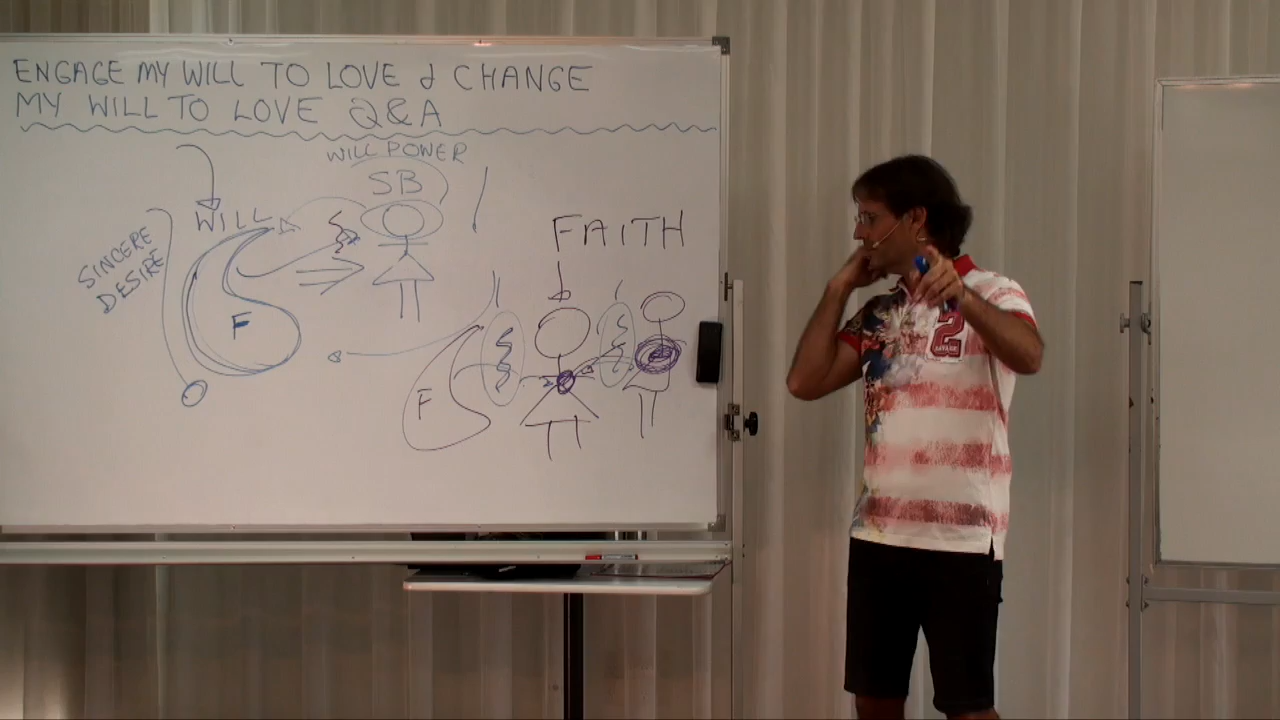 ENGAGE MY WILL TO LOVE & CHANGE
MY WILL TO LOVE Q&A
WILL POWER
SB
WILL
SINCERE
DESIRE
FAITH
F
F
2